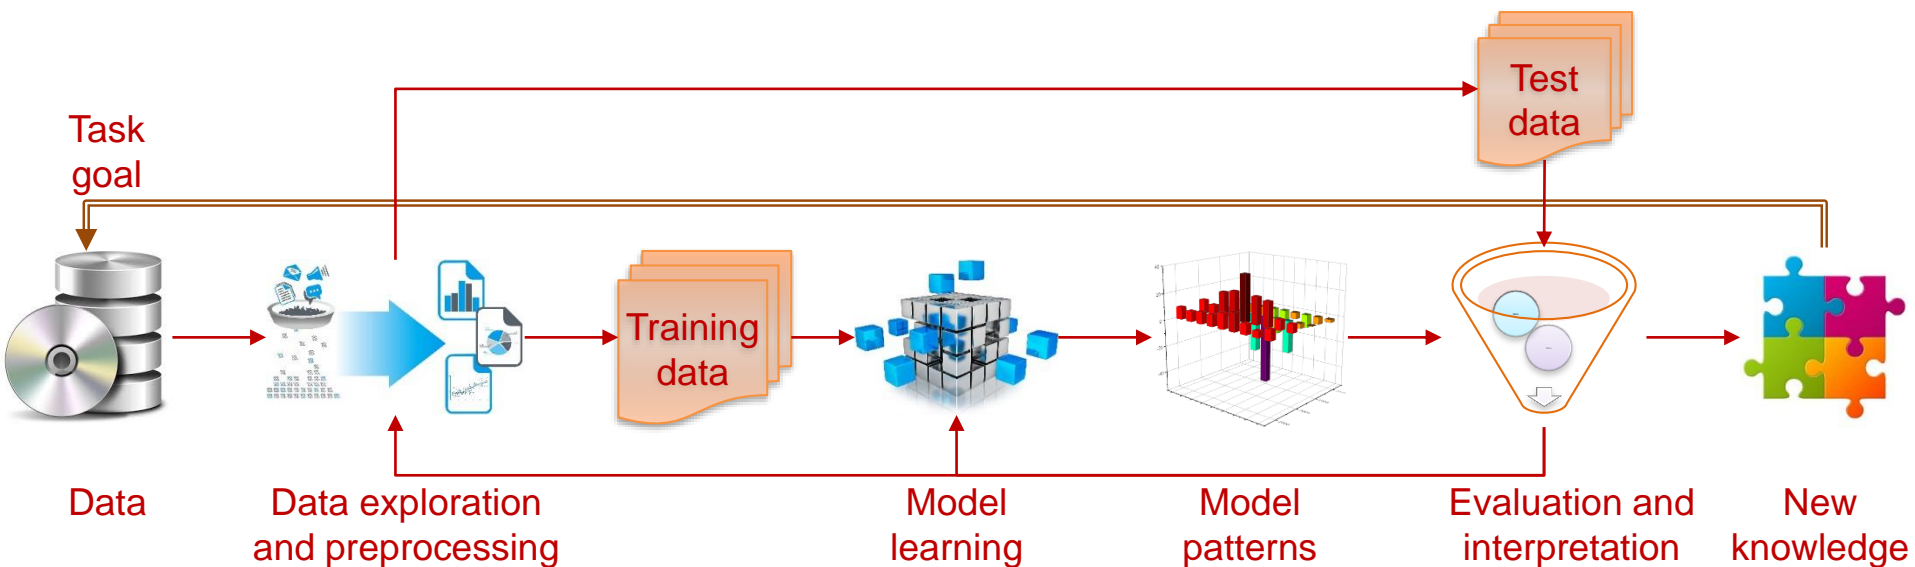 Test
data
Task
goal
Training
data
Data
Data exploration
and preprocessing
Model
learning
Model
patterns
Evaluation and
interpretation
New
knowledge